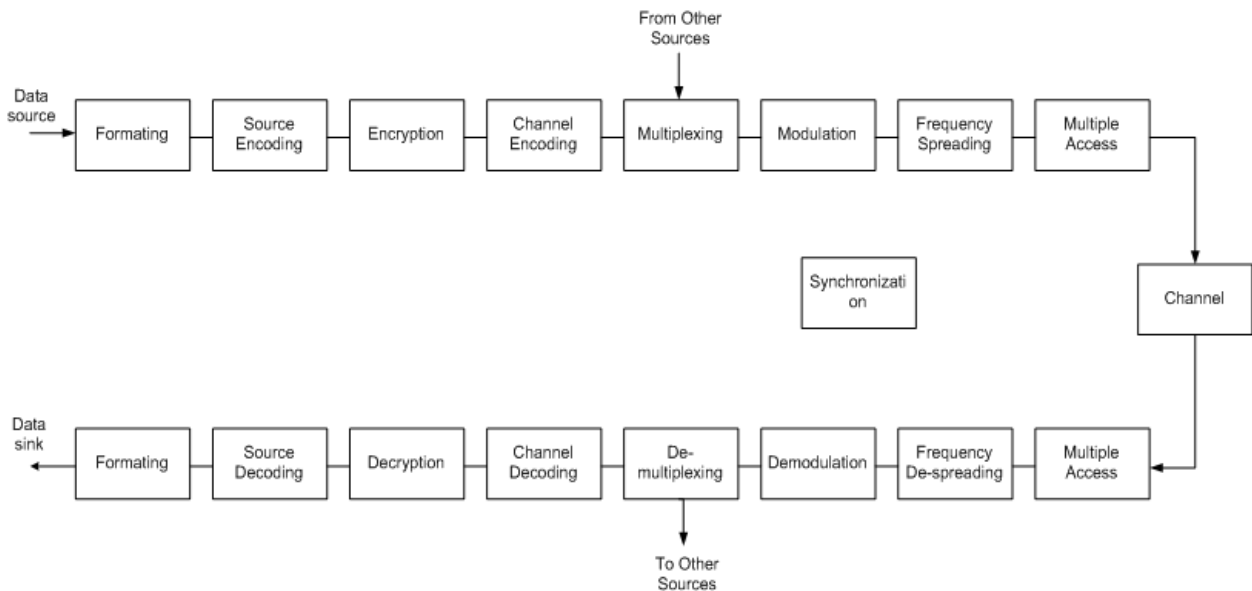 From Other
Sources
Data
source
Formating
Source
Encoding
Encryption
Channel
Encoding
Multiplexing
Modulation
Frequency
Spreading
Multiple
Access
Synchronizati
on
Channel
Data
sink
Formating
Source
Decoding
Decryption
Channel
Decoding
De-
multiplexing
Demodulation
Frequency
De-spreading
Multiple
Access
To Other
Sources